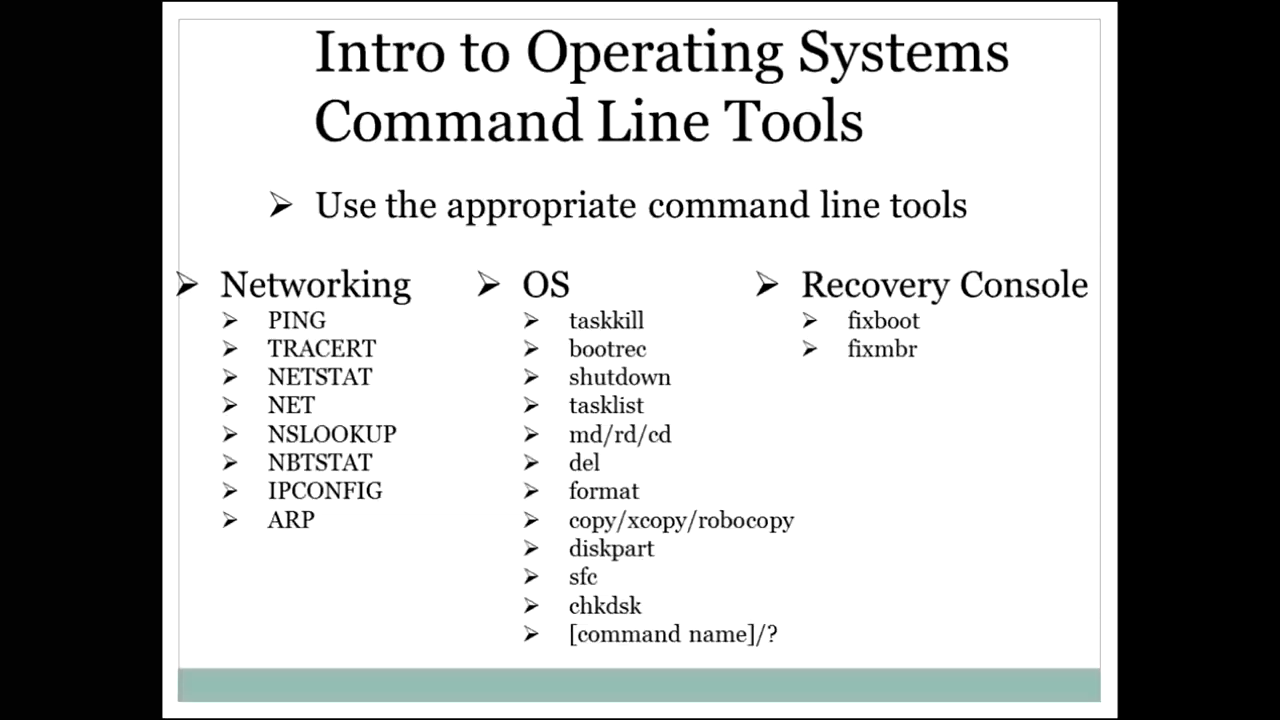 Intro to Operating Systems
Command Line Tools
Use the appropriate command line tools
Networking
PING
TRACERT
NETSTAT
NET
NSLOOKUP
NBTSTAT
IPCONFIG
ARP
OS
taskkill
bootrec
shutdown
tasklist
md/rd/cd
del
format
copy/xcopy/robocopy
diskpart
sfc
chkdsk
[command name]/?
Recovery Console
fixboot
fixmbr